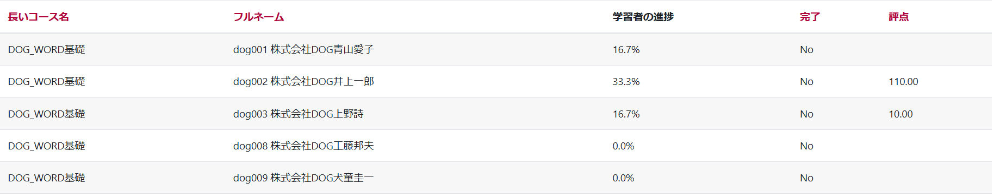 長いコース名 フルネーム 学習者の進捗 完了 評点
DOG_WORD基礎 dog001 株式会社DOG青山愛子 16.7% No
DOG_WORD基礎 dog002 株式会社DOG井上一郎 33.3% No 110.00
DOG_WORD基礎 dog003 株式会社DOG上野詩 16.7% No 10.00
DOG_WORD基礎 dog008 株式会社DOG工藤邦夫 0.0% No
DOG_WORD基礎 dog009 株式会社DOG犬童圭一 0.0% No